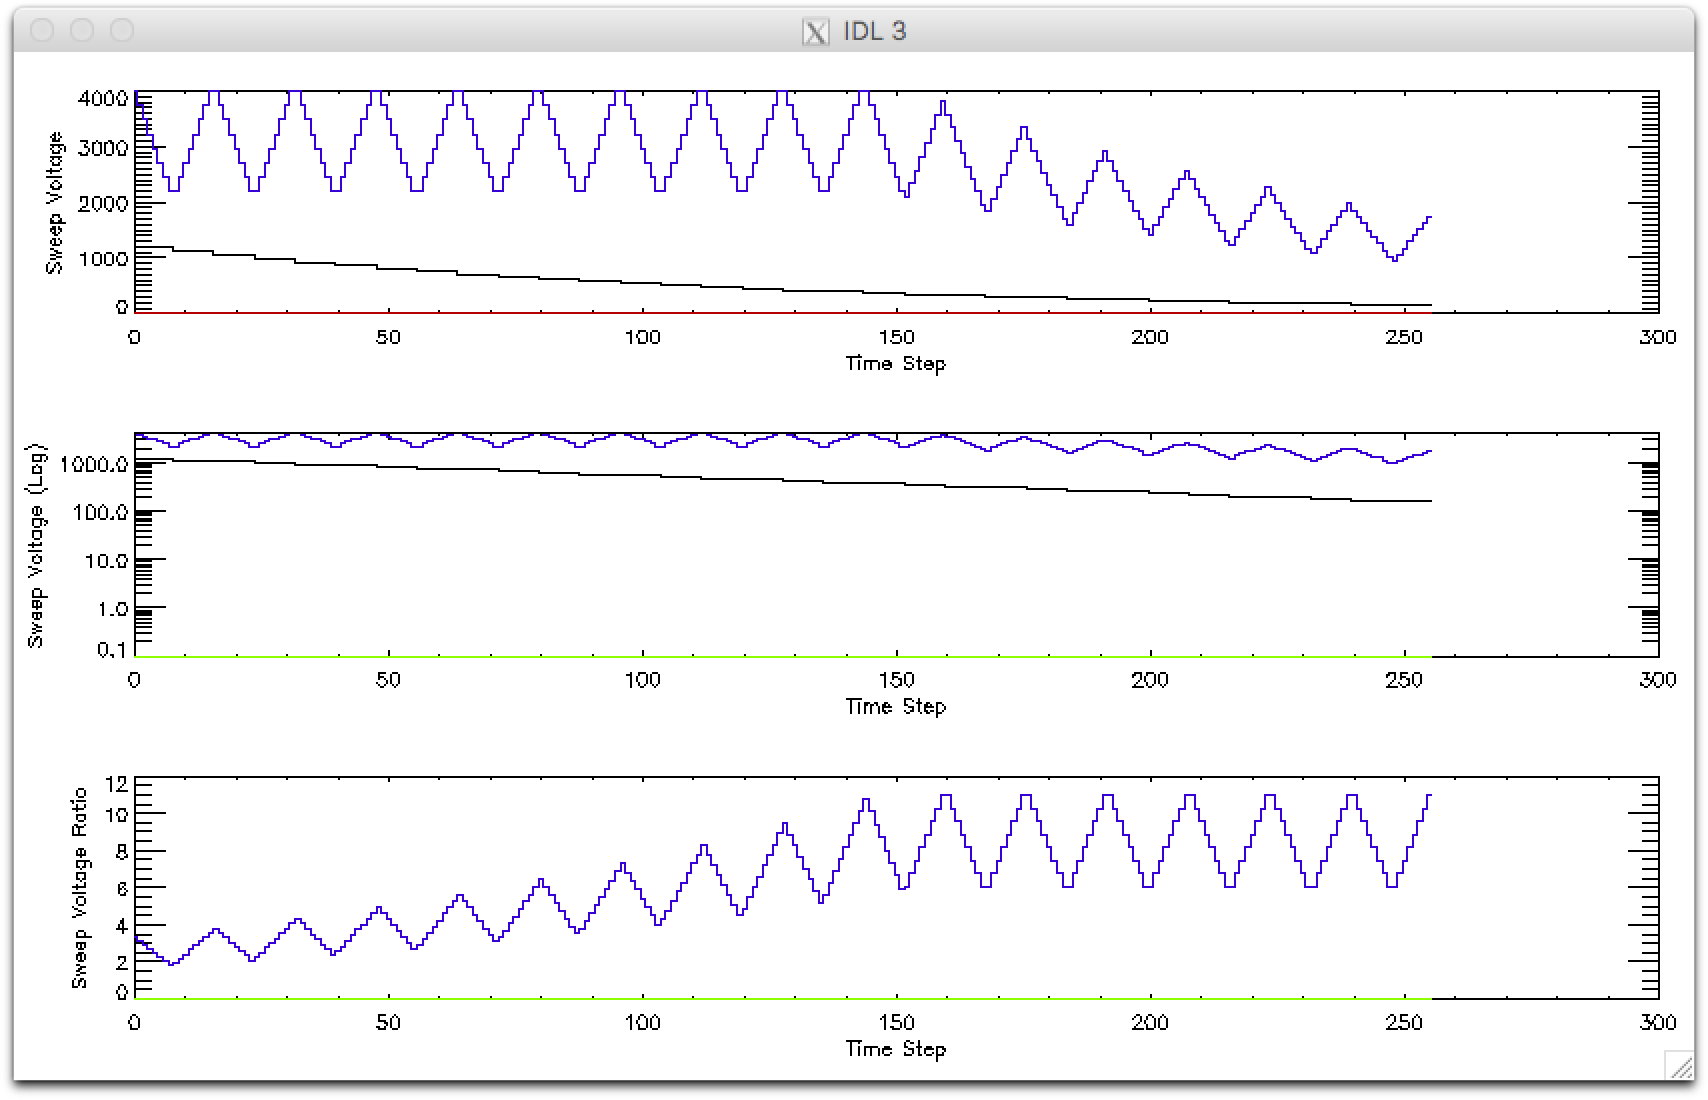 IDL 3
4000
3000
2000
1000
0
Sweep Voltage
0 50 100 150 200 250 300
Time Step
1000.0
100.0
10.0
1.0
0.1
Sweep Voltage (Log)
0 50 100 150 200 250 300
Time Step
12
10
8
6
4
2
0
Sweep Voltage Ratio
0 50 100 150 200 250 300
Time Step